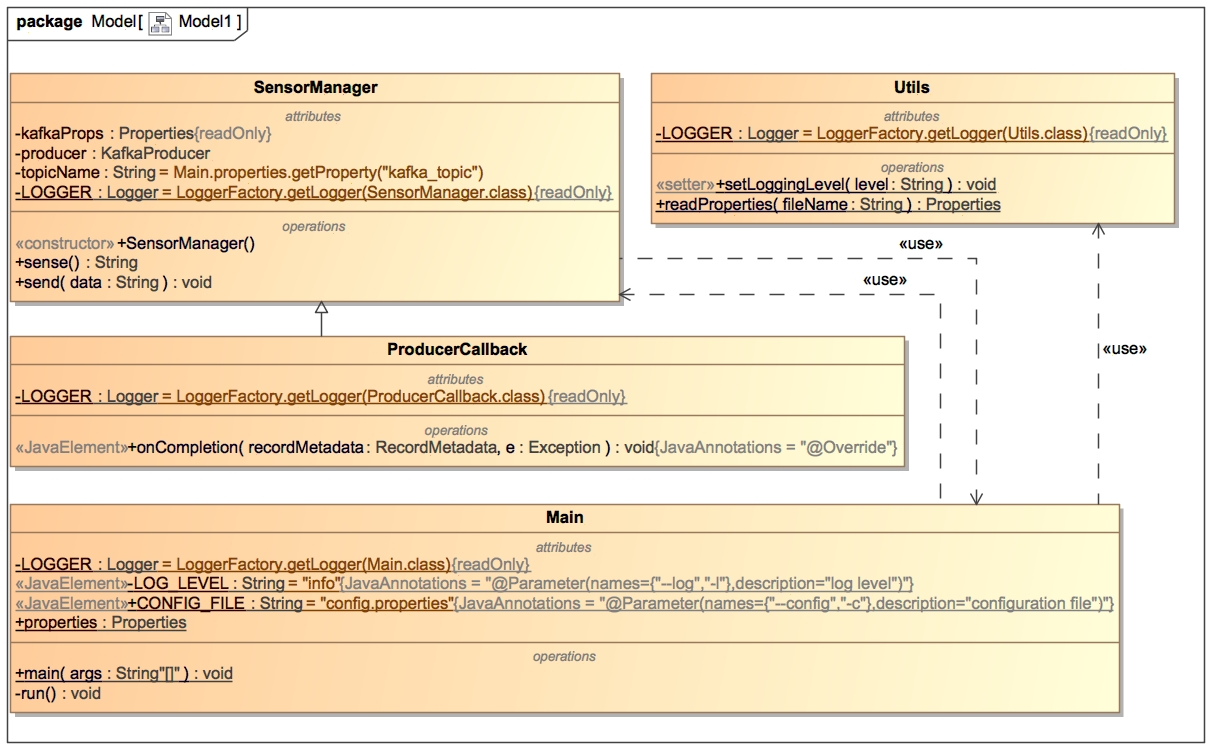 package Model[ Model1 ]
SensorManager
attributes
-kafkaProps : Properties{readOnly}
-producer : KafkaProducer
-topicName : String = Main.properties.getProperty("kafka_topic")
-LOGGER : Logger = LoggerFactory.getLogger(SensorManager.class){readOnly}
operations
«constructor»+SensorManager()
+sense() : String
+send( data : String ) : void
Utils
attributes
-LOGGER : Logger = LoggerFactory.getLogger(Utils.class){readOnly}
operations
«setter»+setLoggingLevel( level : String ) : void
+readProperties( fileName : String ) : Properties
«use»
«use»
«use»
ProducerCallback
attributes
-LOGGER : Logger = LoggerFactory.getLogger(ProducerCallback.class){readOnly}
operations
«JavaElement»+onCompletion( recordMetadata : RecordMetadata, e : Exception ) : void{JavaAnnotations = "@Override"}
Main
attributes
-LOGGER : Logger = LoggerFactory.getLogger(Main.class){readOnly}
«JavaElement»-LOG_LEVEL : String = "info"{JavaAnnotations = "@Parameter(names={"--log","-l"},description="log level")"}
«JavaElement»+CONFIG_FILE : String = "config.properties"{JavaAnnotations = "@Parameter(names={"--config","-c"},description="configuration file")"}
+properties : Properties
operations
+main( args : String"[]" ) : void
-run() : void